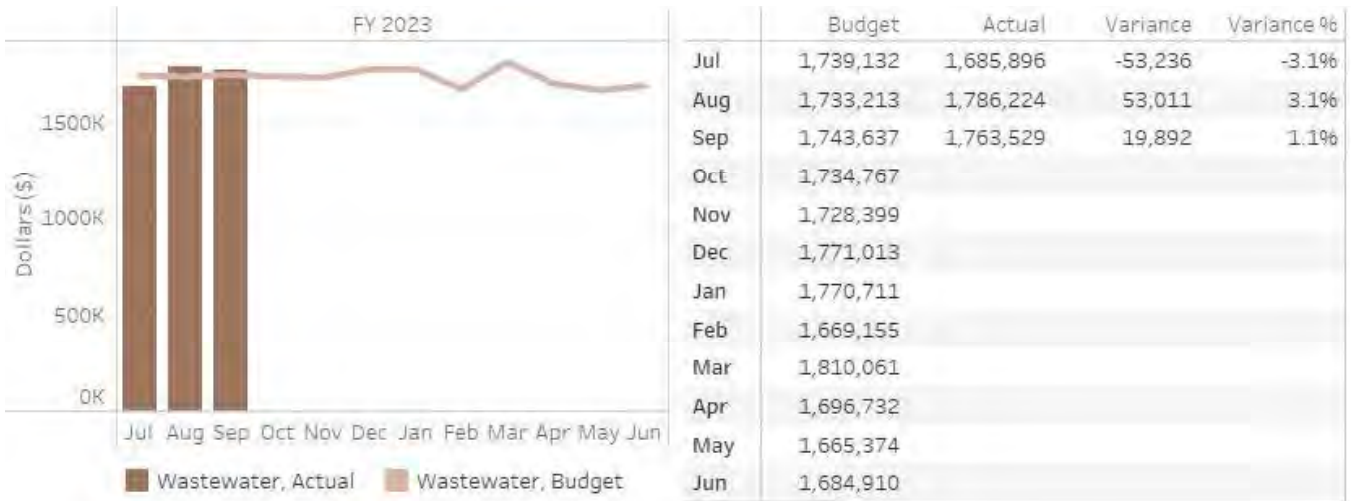 FY 2023
1500K
1000K
500K
0K
Dollars ($)
Jul Aug Sep Oct Nov Dec Jan Feb Mar Apr May Jun
Wastewater, Actual Wastewater, Budget
Budget Actual Variance Variance %
Jul 1,739,132 1,685,896 -53,236 -3.1%
Aug 1,733,213 1,786,224 53,011 3.1%
Sep 1,743,637 1,763,529 19,892 1.1%
Oct 1,734,767
Nov 1,728,399
Dec 1,771,013
Jan 1,770,711
Feb 1,669,155
Mar 1,810,061
Apr 1,696,732
May 1,665,374
Jun 1,684,910